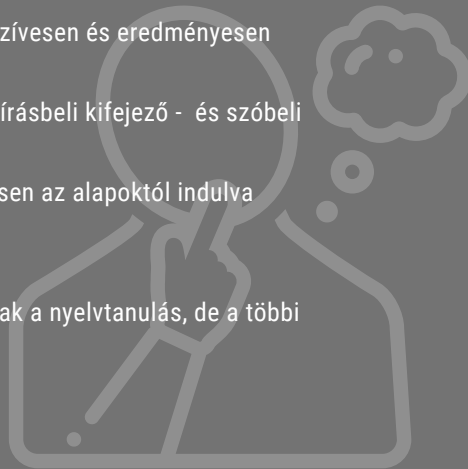 zívesen és eredményesen
írásbeli kifejező - és szóbeli
sen az alapoktól indulva
ak a nyelvtanulás, de a többi